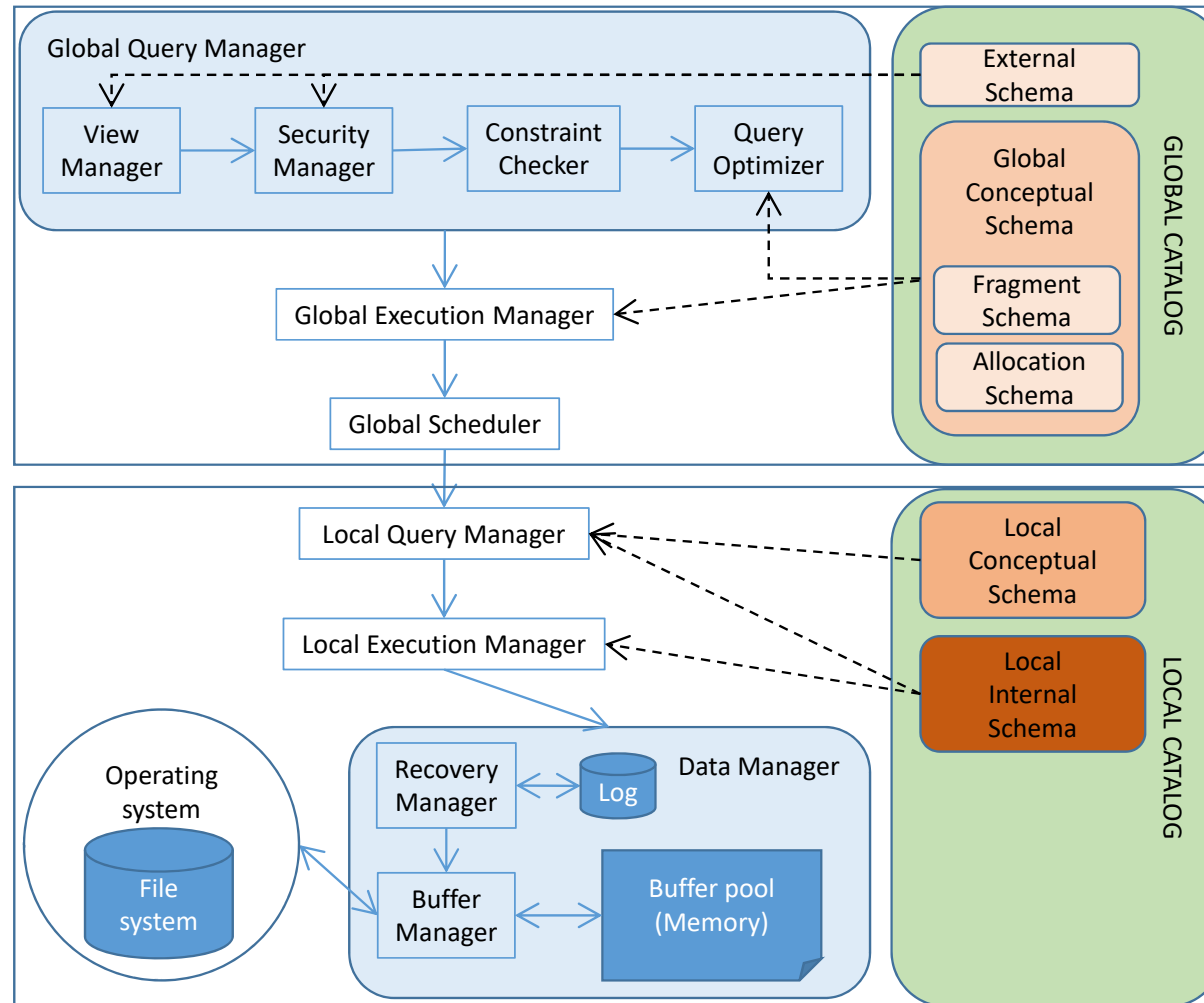 Global Query Manager
View
Manager
Security
Manager
Constraint
Checker
Query
Optimizer
External
Schema
Global
Conceptual
Schema
Fragment
Schema
Allocation
Schema
GLOBAL CATALOG
Global Execution Manager
Global Scheduler
Local Query Manager
Local Execution Manager
Local
Conceptual
Schema
Local
Internal
Schema
LOCAL CATALOG
Operating
system
File
system
Recovery
Manager
Log
Data Manager
Buffer
Manager
Buffer pool
(Memory)